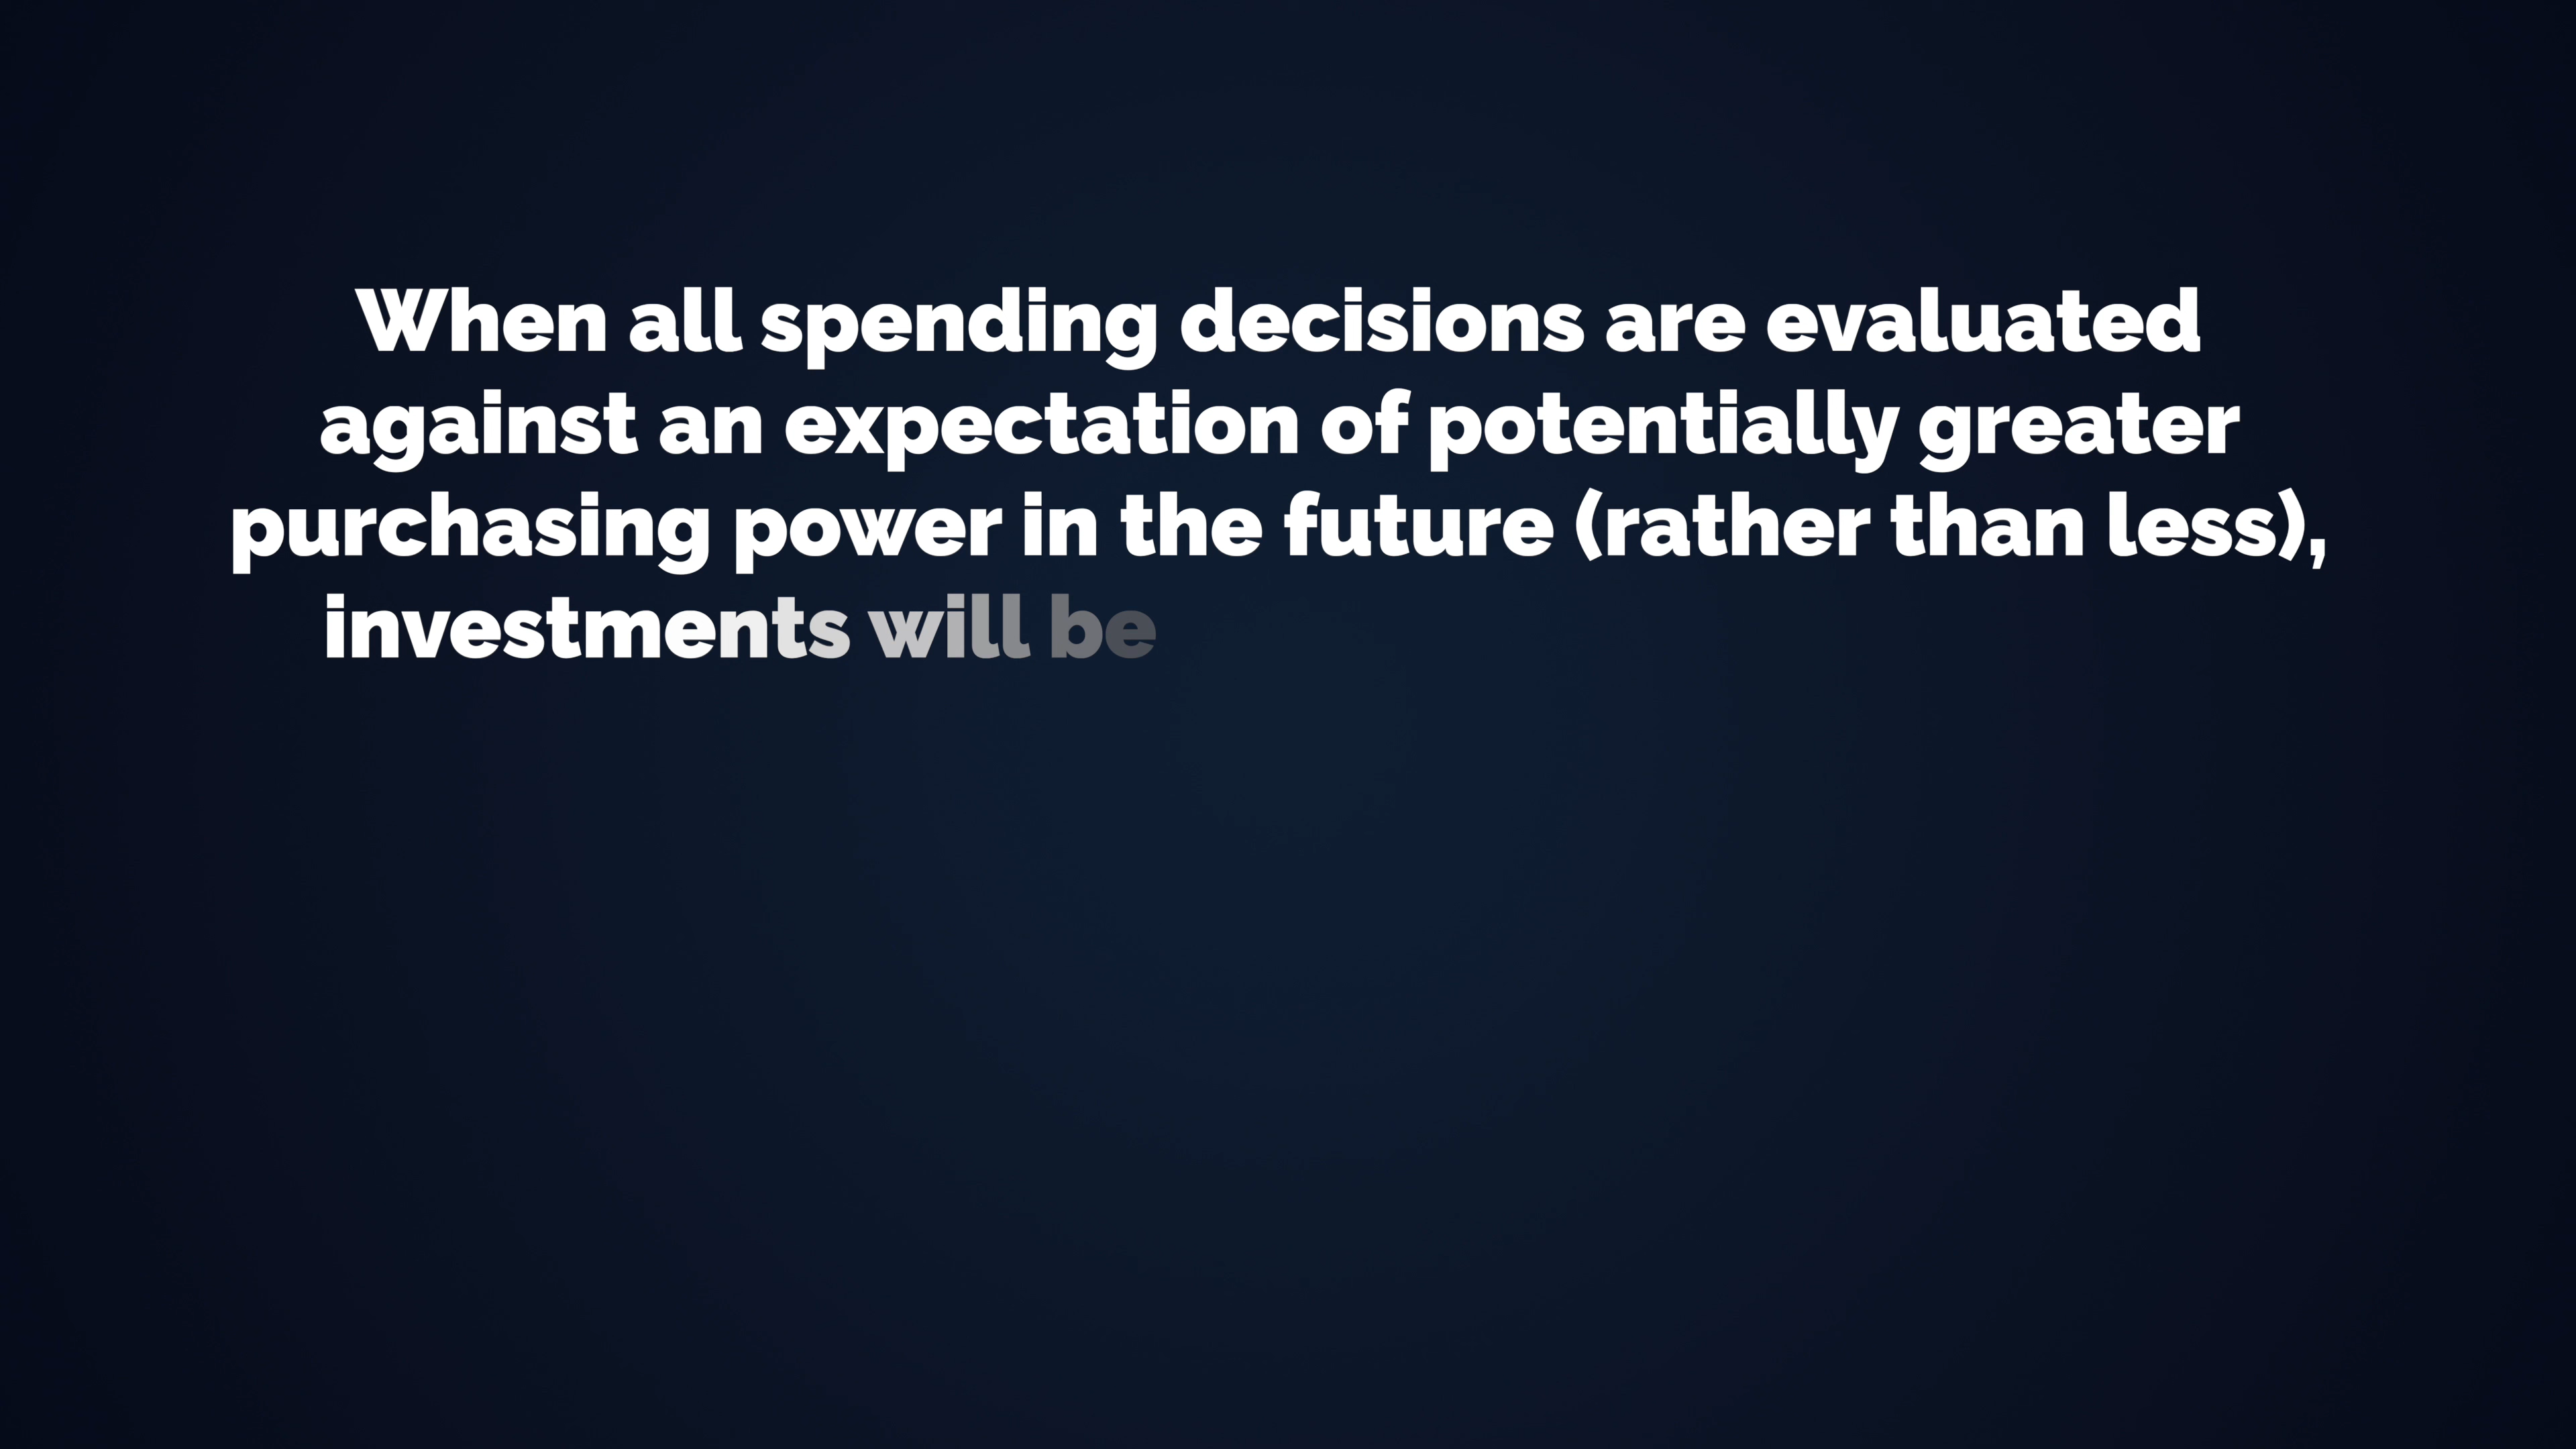 When all spending decisions are evaluated
against an expectation of potentially greater
purchasing power in the future (rather than less),
investments will be